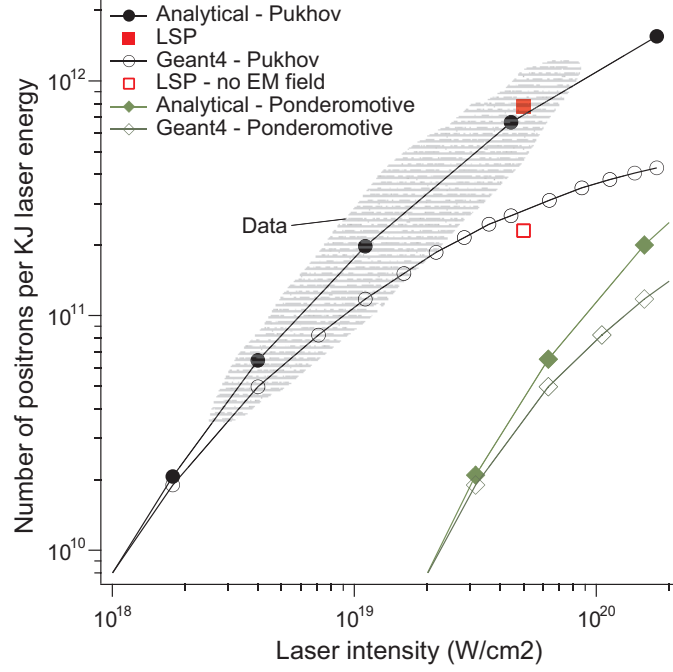 Analytical - Pukhov
LSP
Geant4 - Pukhov
LSP - no EM field
Analytical - Ponderomotive
Geant4 - Ponderomotive
Data
Number of positrons per KJ laser energy
10¹²
10¹¹
10¹⁰
10¹⁸
10¹⁹
10²⁰
Laser intensity (W/cm2)